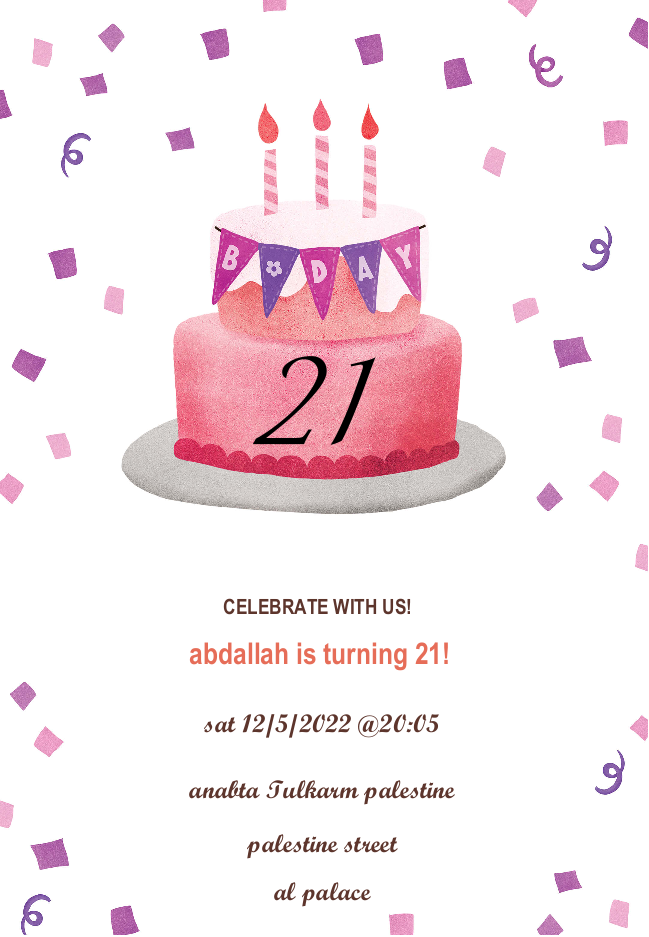 B DAY
21
CELEBRATE WITH US!
abdallah is turning 21!
sat 12/5/2022 @20:05
anabta Tulkarm palestine
palestine street
al palace